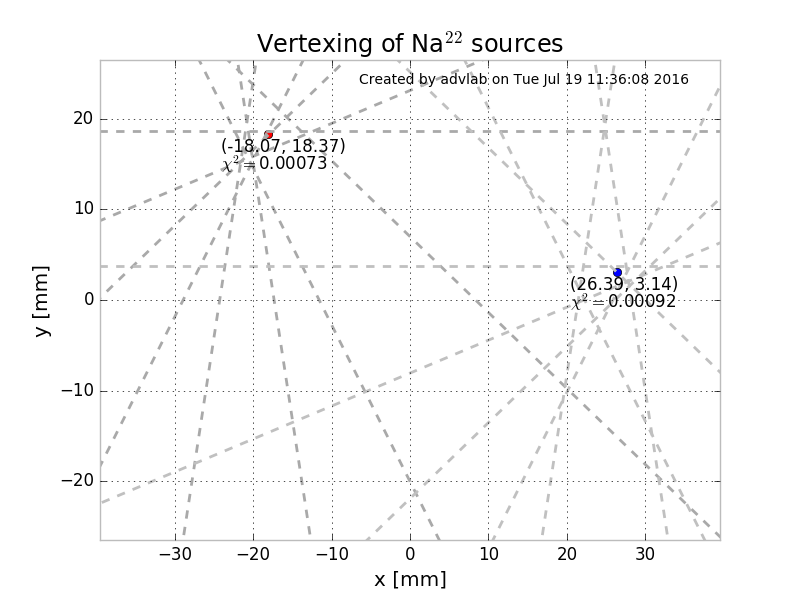 Vertexing of Na²² sources
Created by advlab on Tue Jul 19 11:36:08 2016
20
(-18.07, 18.37)
χ² = 0.00073
10
(26.39, 3.14)
0
χ² = 0.00092
y [mm]
−10
−20
−30 −20 −10 0 10 20 30
x [mm]